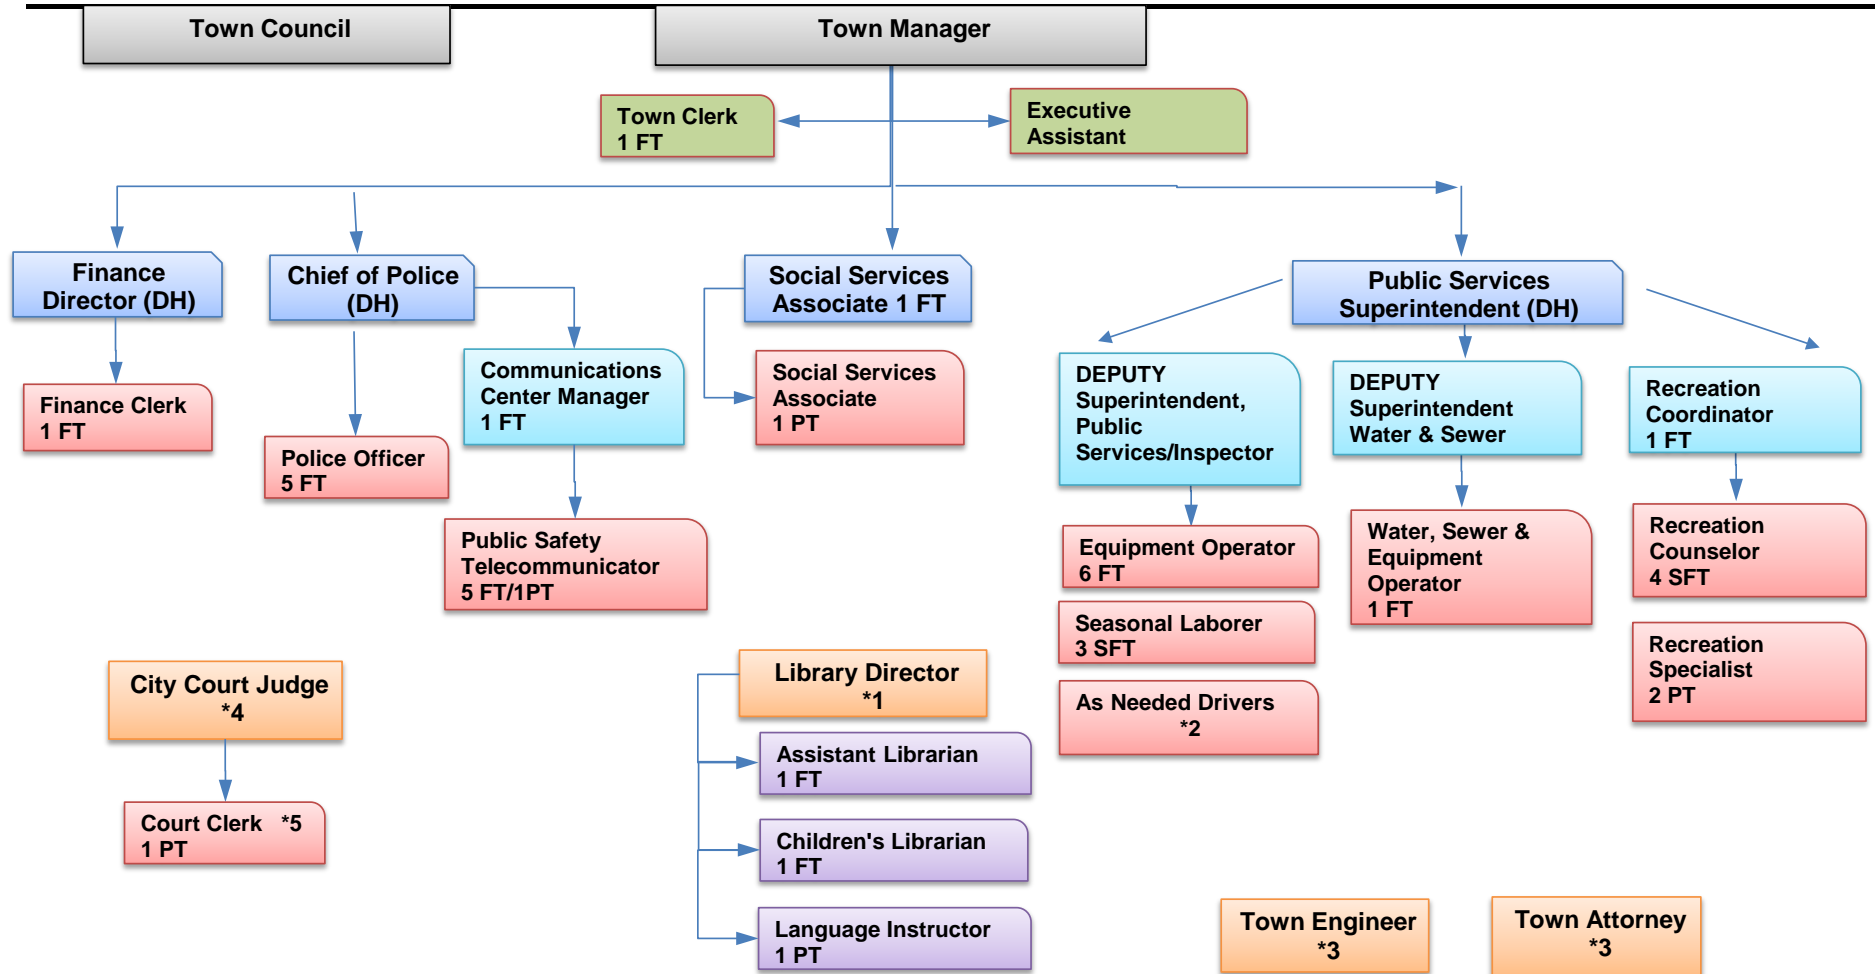 Town Council
Town Manager
Town Clerk
1 FT
Executive
Assistant
Finance
Director (DH)
Chief of Police
(DH)
Social Services
Associate 1 FT
Public Services
Superintendent (DH)
Finance Clerk
1 FT
Police Officer
5 FT
Communications
Center Manager
1 FT
Public Safety
Telecommunicator
5 FT/1PT
Social Services
Associate
1 PT
DEPUTY
Superintendent,
Public
Services/Inspector
DEPUTY
Superintendent
Water & Sewer
Recreation
Coordinator
1 FT
Equipment Operator
6 FT
Seasonal Laborer
3 SFT
As Needed Drivers
*2
Water, Sewer &
Equipment
Operator
1 FT
Recreation
Counselor
4 SFT
Recreation
Specialist
2 PT
City Court Judge
*4
Court Clerk *5
1 PT
Library Director
*1
Assistant Librarian
1 FT
Children's Librarian
1 FT
Language Instructor
1 PT
Town Engineer
*3
Town Attorney
*3